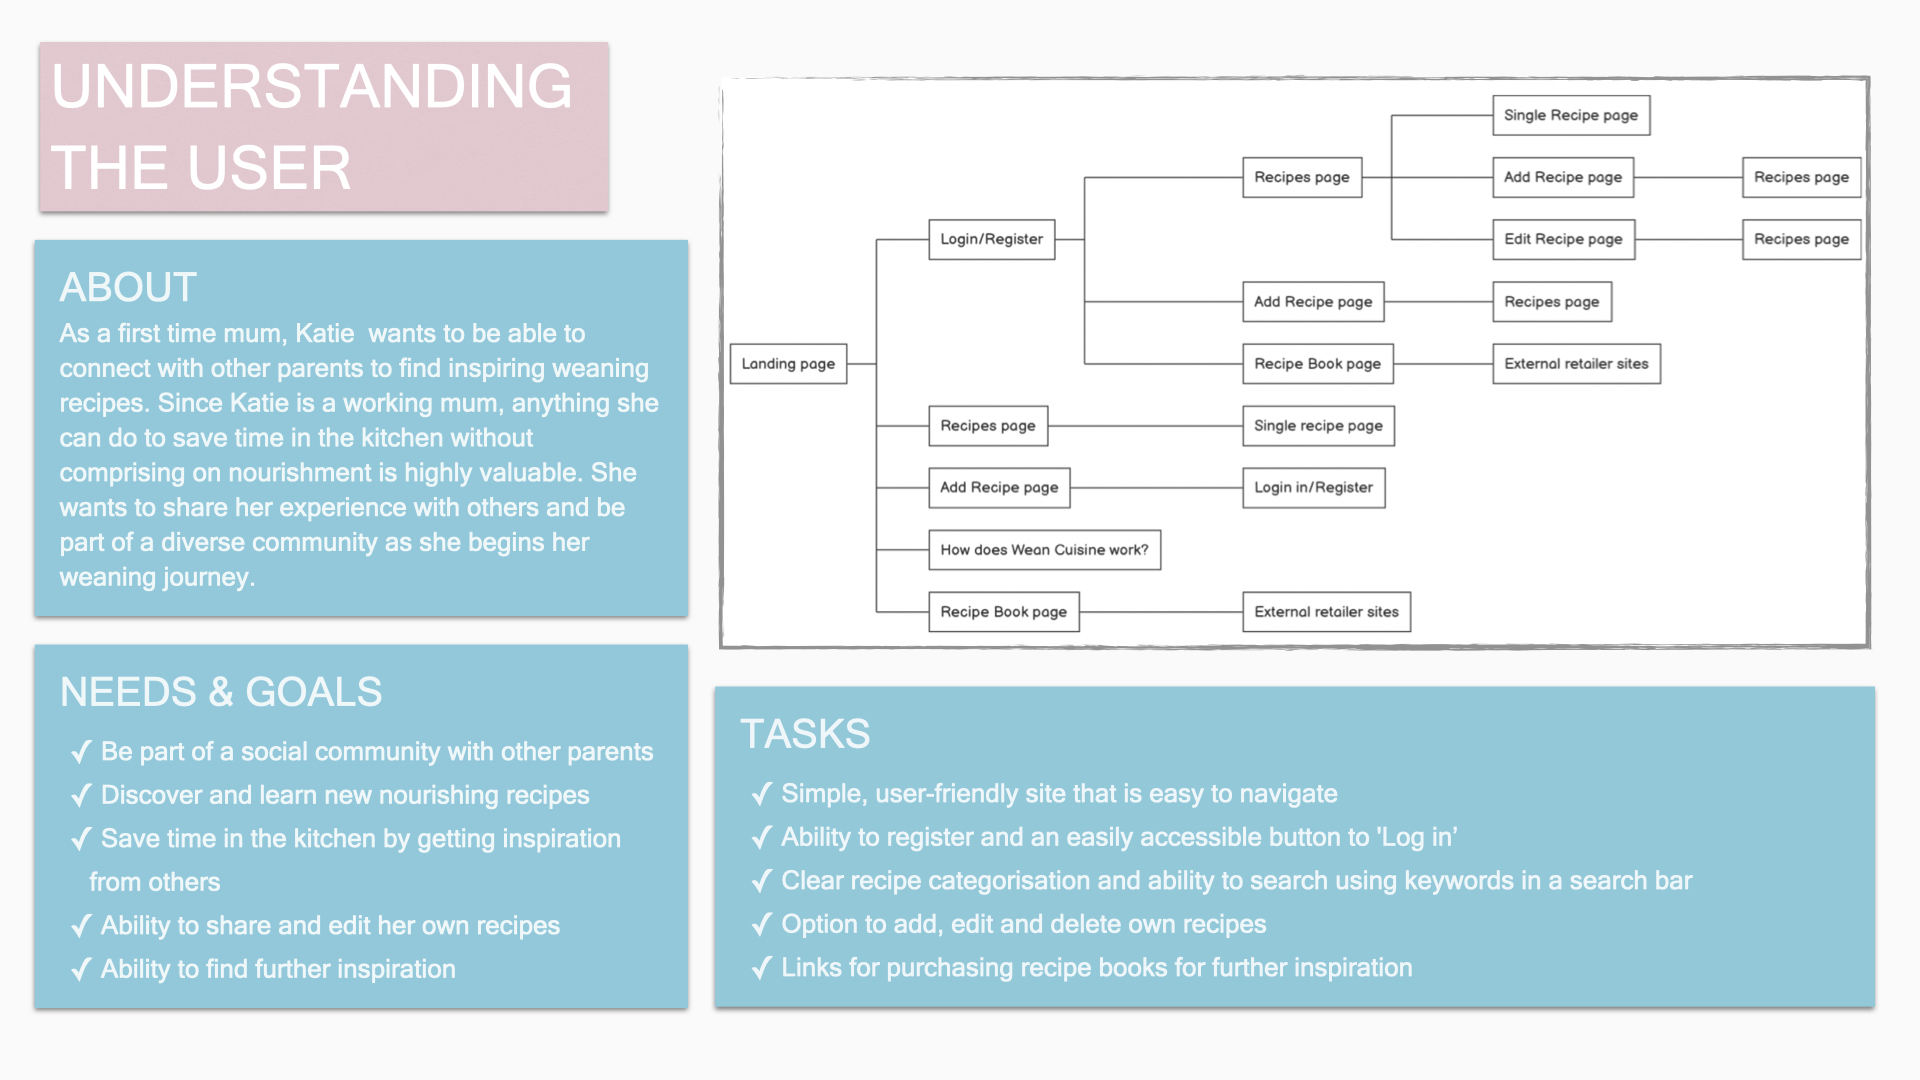 UNDERSTANDING
THE USER
ABOUT
As a first time mum, Katie  wants to be able to
connect with other parents to find inspiring weaning
recipes. Since Katie is a working mum, anything she
can do to save time in the kitchen without
comprising on nourishment is highly valuable. She
wants to share her experience with others and be
part of a diverse community as she begins her
weaning journey.
NEEDS & GOALS
✓ Be part of a social community with other parents
✓ Discover and learn new nourishing recipes
✓ Save time in the kitchen by getting inspiration
from others
✓ Ability to share and edit her own recipes
✓ Ability to find further inspiration
Single Recipe page
Recipes page
Add Recipe page
Recipes page
Login/Register
Edit Recipe page
Recipes page
Add Recipe page
Recipes page
Landing page
Recipe Book page
External retailer sites
Recipes page
Single recipe page
Add Recipe page
Login in/Register
How does Wean Cuisine work?
Recipe Book page
External retailer sites
TASKS
✓ Simple, user-friendly site that is easy to navigate
✓ Ability to register and an easily accessible button to 'Log in’
✓ Clear recipe categorisation and ability to search using keywords in a search bar
✓ Option to add, edit and delete own recipes
✓ Links for purchasing recipe books for further inspiration